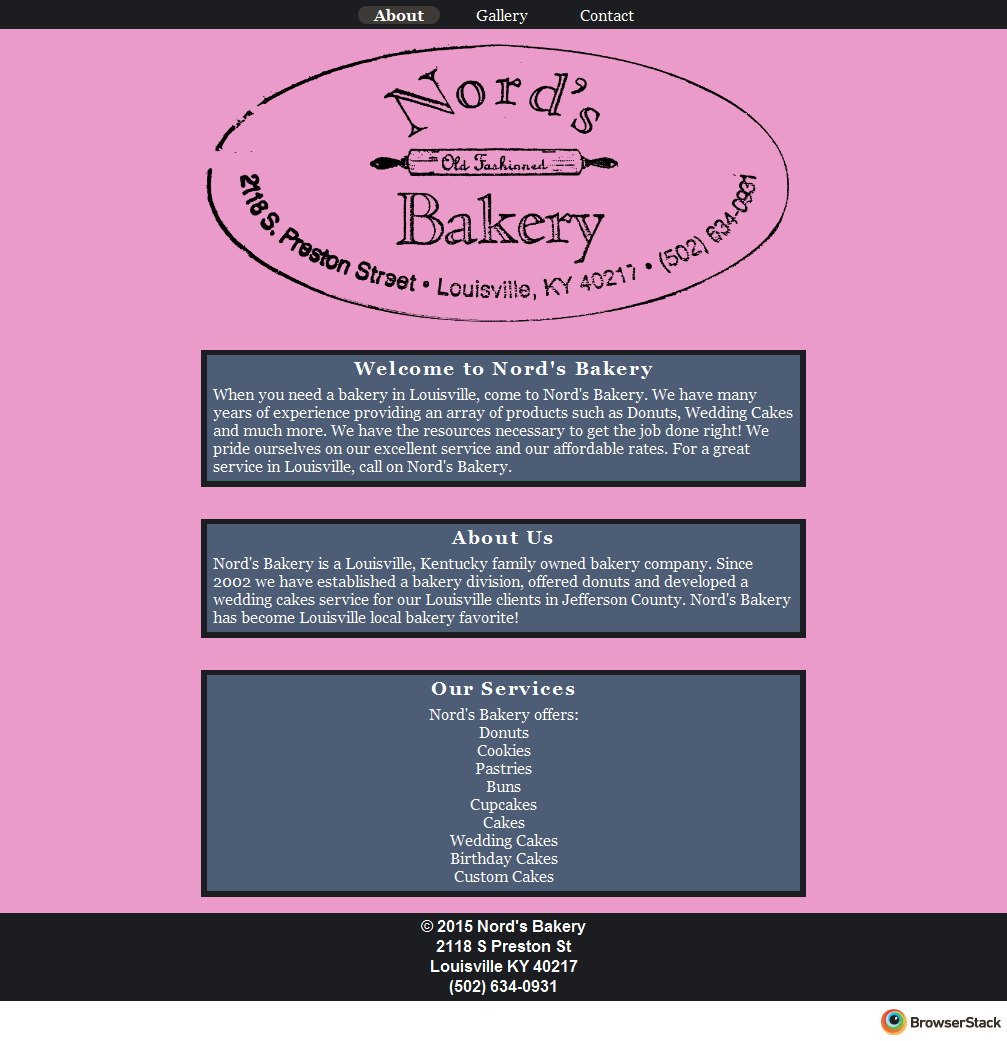 About Gallery Contact
Nord's
Old Fashioned
Bakery
2118 S. Preston Street • Louisville, KY 40217 • (502) 634-0931
Welcome to Nord's Bakery
When you need a bakery in Louisville, come to Nord's Bakery. We have many
years of experience providing an array of products such as Donuts, Wedding Cakes
and much more. We have the resources necessary to get the job done right! We
pride ourselves on our excellent service and our affordable rates. For a great
service in Louisville, call on Nord's Bakery.
About Us
Nord's Bakery is a Louisville, Kentucky family owned bakery company. Since
2002 we have established a bakery division, offered donuts and developed a
wedding cakes service for our Louisville clients in Jefferson County. Nord's Bakery
has become Louisville local bakery favorite!
Our Services
Nord's Bakery offers:
Donuts
Cookies
Pastries
Buns
Cupcakes
Cakes
Wedding Cakes
Birthday Cakes
Custom Cakes
© 2015 Nord's Bakery
2118 S Preston St
Louisville KY 40217
(502) 634-0931
BrowserStack